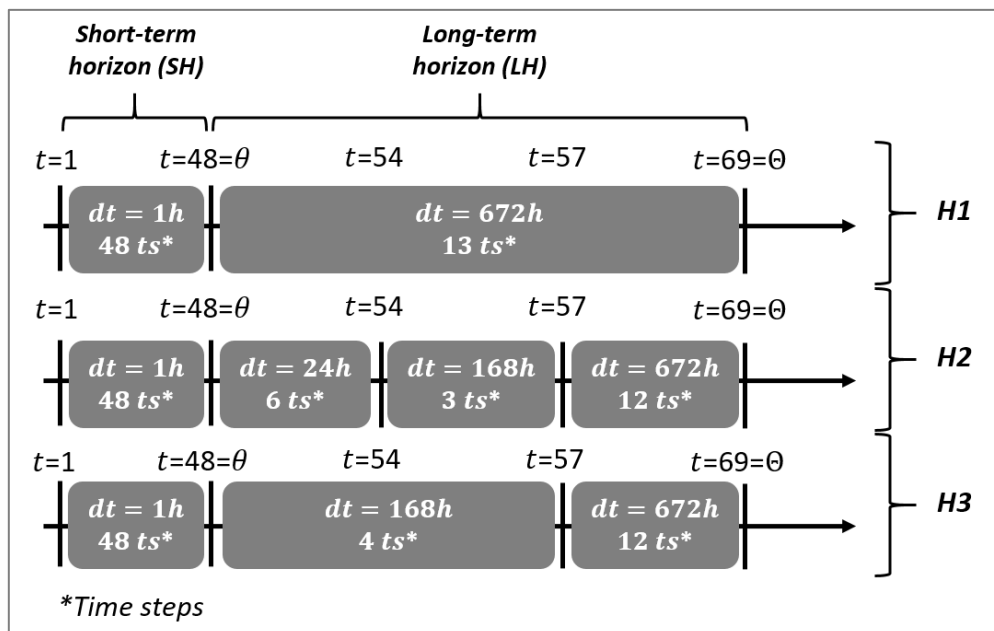 Short-term
horizon (SH)
Long-term
horizon (LH)
t=1 t=48=θ t=54 t=57 t=69=Θ
dt = 1h
48 ts*
dt = 672h
13 ts*
H1
t=1 t=48=θ t=54 t=57 t=69=Θ
dt = 1h
48 ts*
dt = 24h
6 ts*
dt = 168h
3 ts*
dt = 672h
12 ts*
H2
t=1 t=48=θ t=54 t=57 t=69=Θ
dt = 1h
48 ts*
dt = 168h
4 ts*
dt = 672h
12 ts*
H3
*Time steps